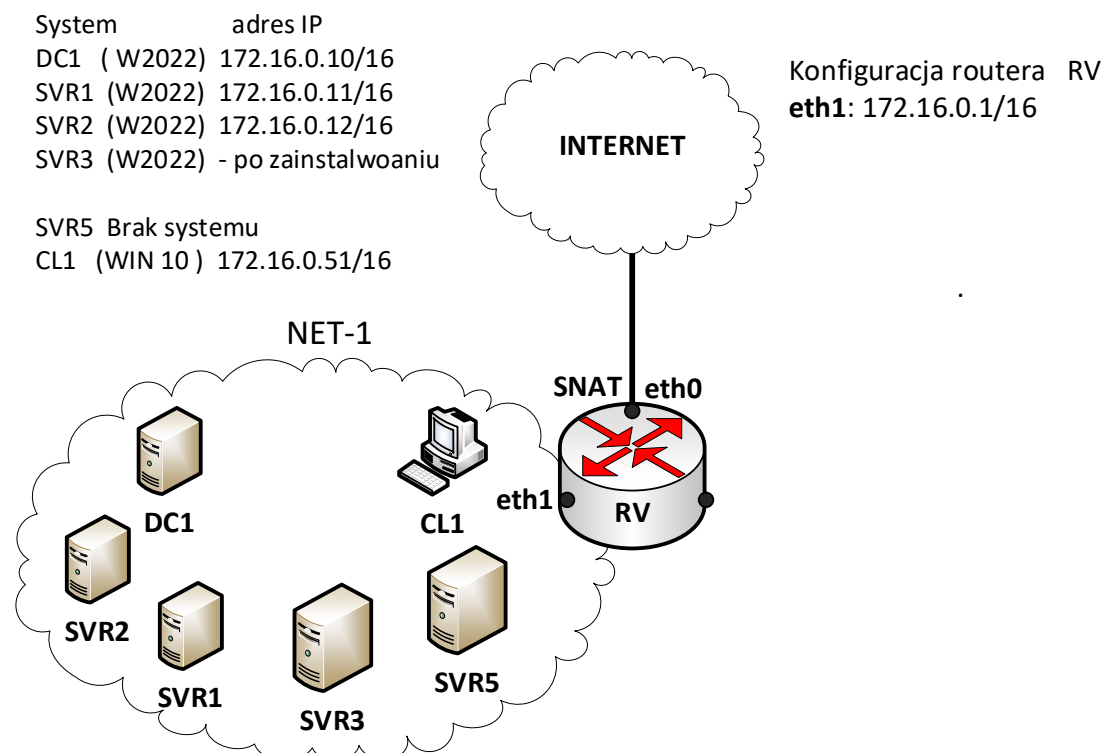 System adres IP
DC1 ( W2022) 172.16.0.10/16
SVR1 (W2022) 172.16.0.11/16
SVR2 (W2022) 172.16.0.12/16
SVR3 (W2022) - po zainstalwoaniu
SVR5 Brak systemu
CL1 (WIN 10 ) 172.16.0.51/16
Konfiguracja routera RV
eth1: 172.16.0.1/16
INTERNET
.
NET-1
SNAT eth0
eth1
RV
DC1
CL1
SVR2
SVR1
SVR3
SVR5